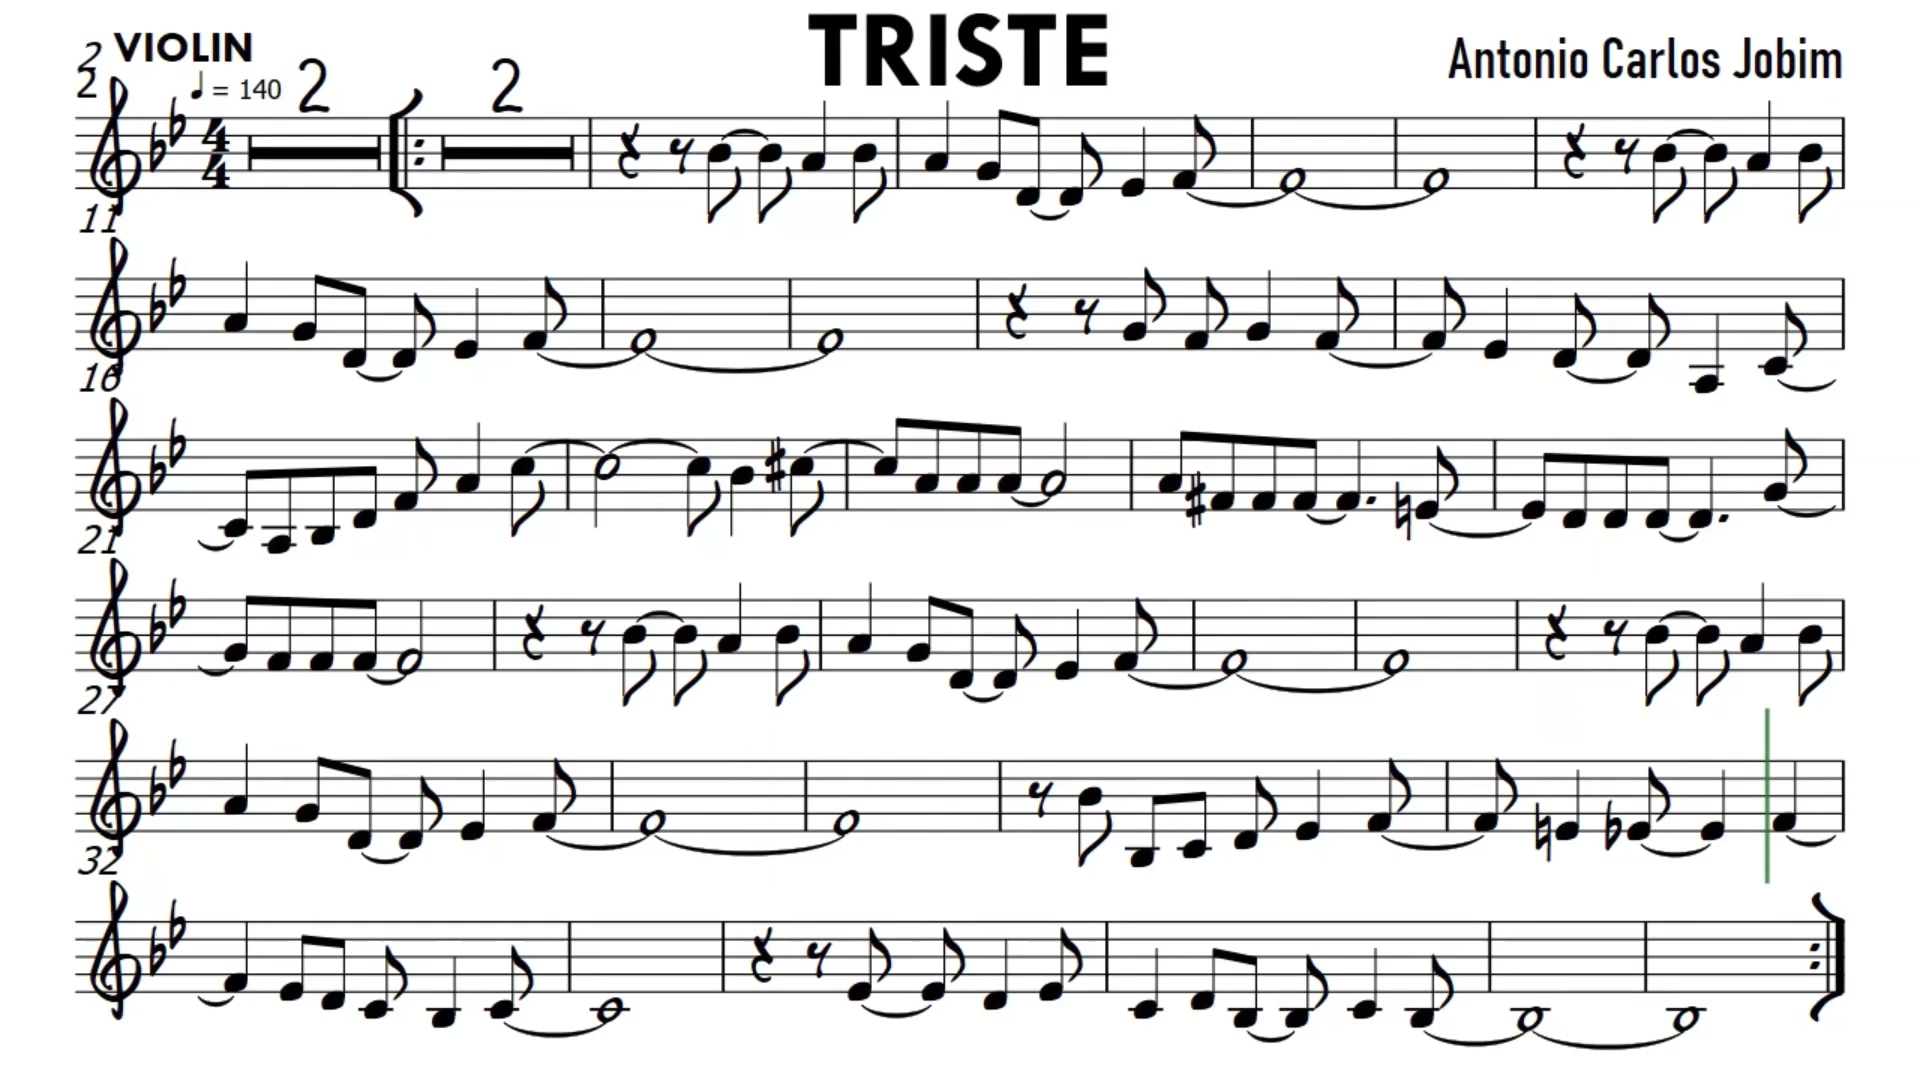 TRISTE
2 VIOLIN
Antonio Carlos Jobim
2 ♩ = 140 2 2
4
4
11
16
21
27
32